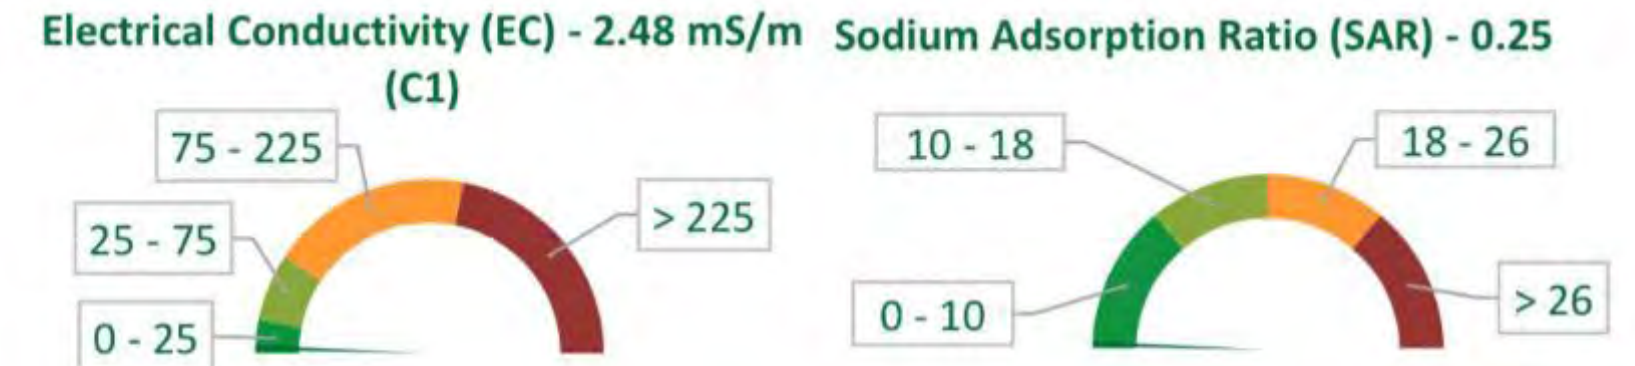 Electrical Conductivity (EC) - 2.48 mS/m
(C1)
75 - 225
25 - 75
0 - 25
> 225
Sodium Adsorption Ratio (SAR) - 0.25
10 - 18
18 - 26
0 - 10
> 26